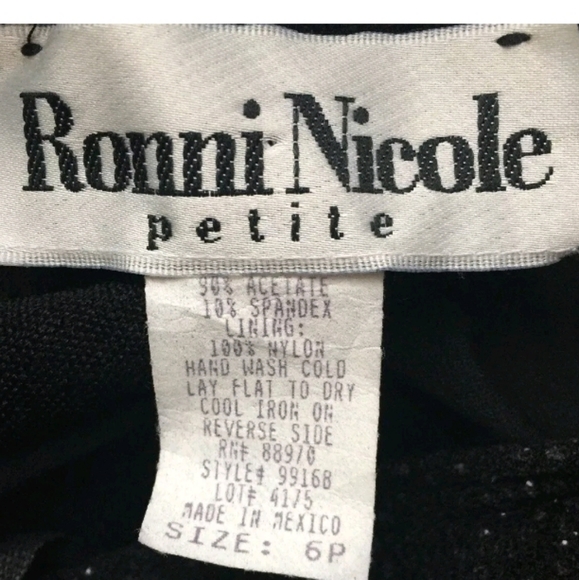 Ronni Nicole
petite
90% ACETATE
10% SPANDEX
LINING:
100% NYLON
HAND WASH COLD
LAY FLAT TO DRY
COOL IRON ON
REVERSE SIDE
RN# 88970
STYLE# 99168
LOT# 4175
MADE IN MEXICO
SIZE: 6P